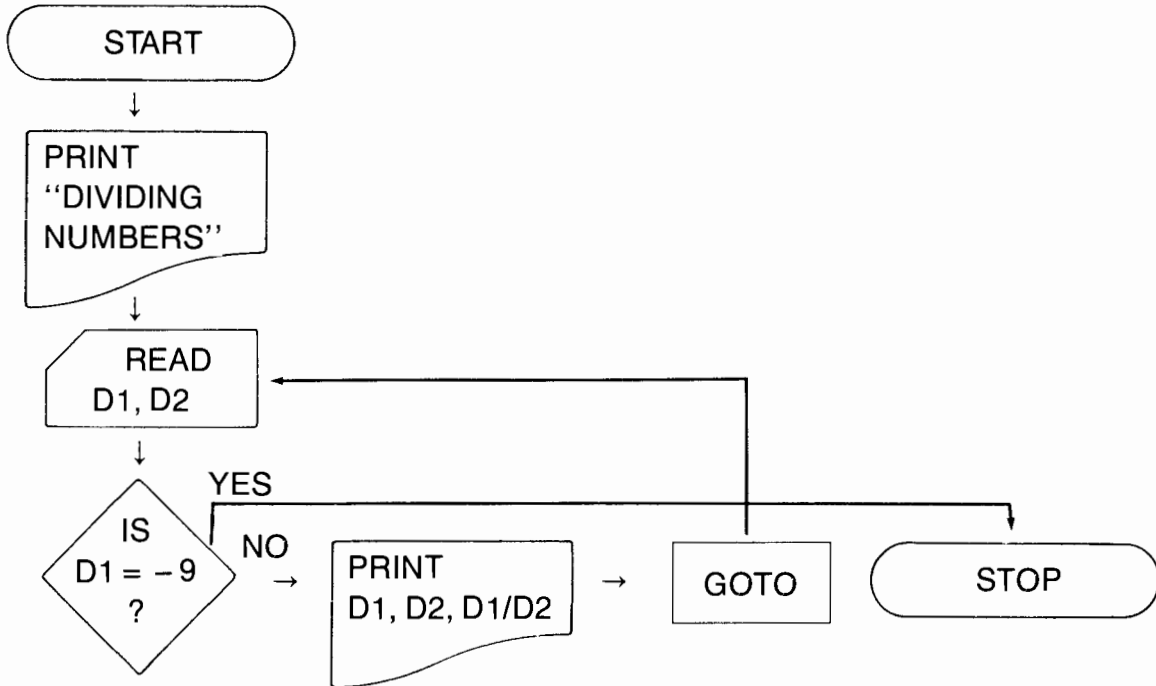 START
PRINT
‘‘DIVIDING
NUMBERS’’
READ
D1, D2
YES
IS
D1 = −9
?
NO
PRINT
D1, D2, D1/D2
GOTO
STOP